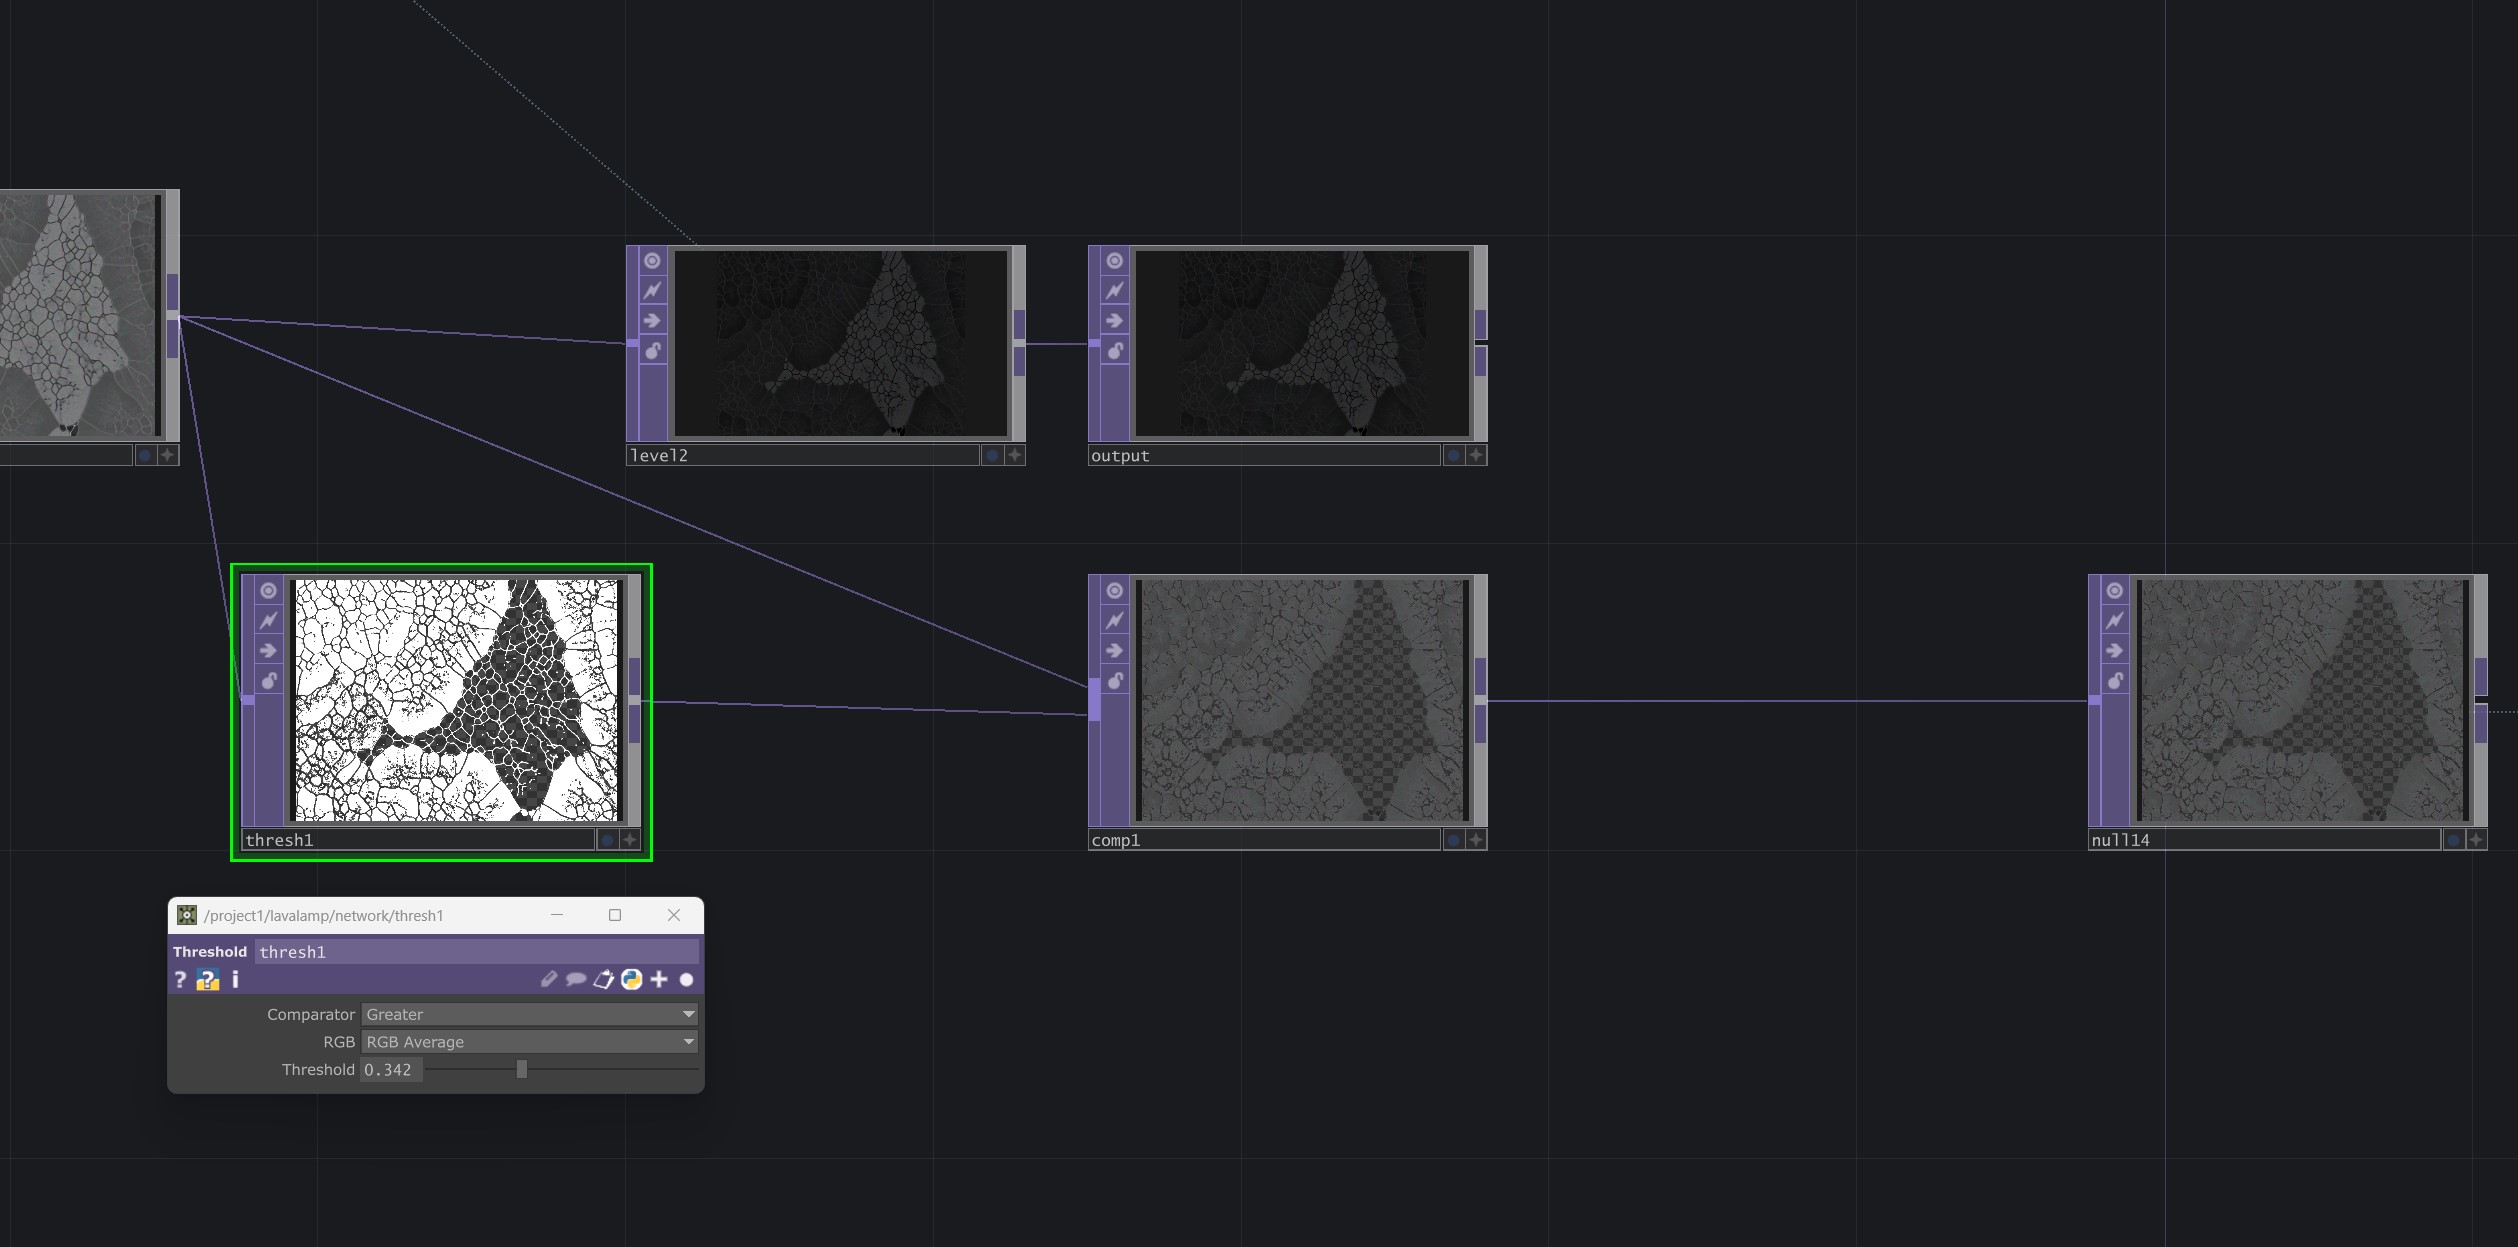 level2
output
thresh1
comp1
null14
/project1/lavalamp/network/thresh1
Threshold thresh1
? ? i
Comparator Greater
RGB RGB Average
Threshold 0.342